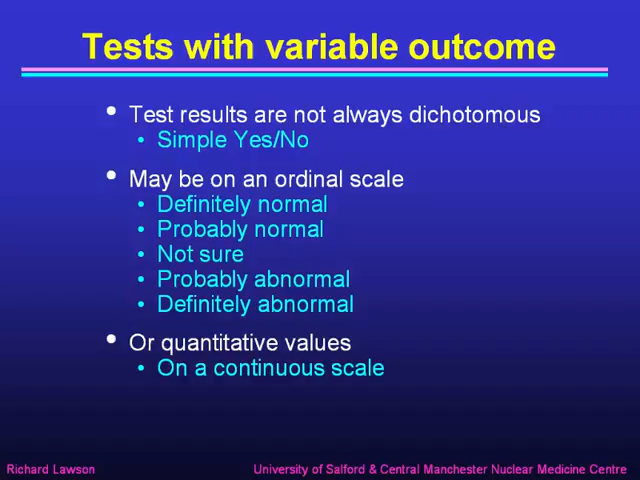 Tests with variable outcome
• Test results are not always dichotomous
• Simple Yes/No
• May be on an ordinal scale
• Definitely normal
• Probably normal
• Not sure
• Probably abnormal
• Definitely abnormal
• Or quantitative values
• On a continuous scale
Richard Lawson
University of Salford & Central Manchester Nuclear Medicine Centre